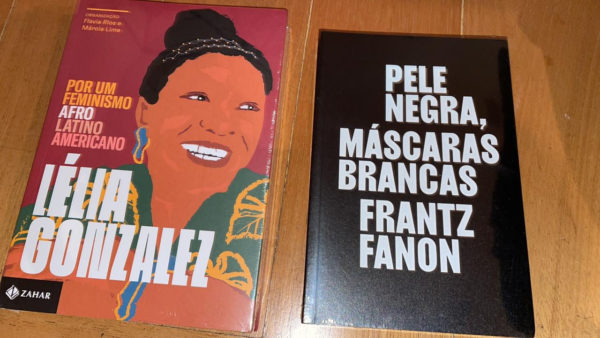 ORGANIZAÇÃO
Flavia Rios e
Márcia Lima
POR UM
FEMINISMO
AFRO
LATINO
AMERICANO
LÉLIA
GONZALEZ
ZAHAR
PELE
NEGRA,
MÁSCARAS
BRANCAS
FRANTZ
FANON